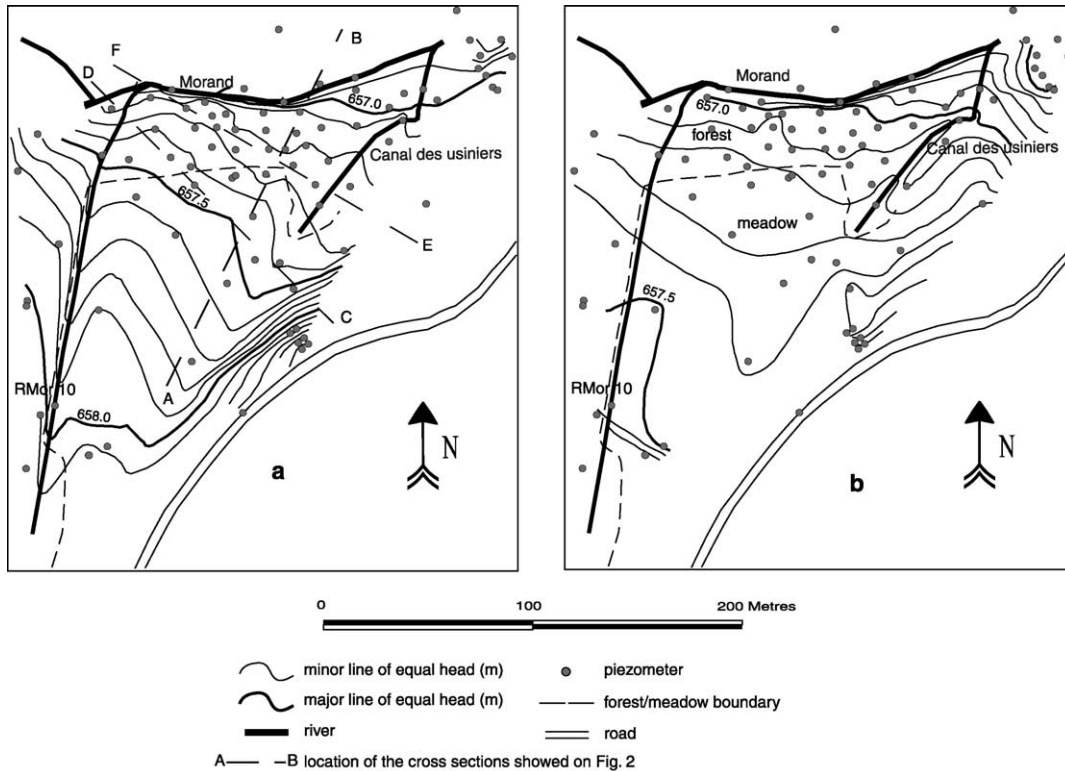 B
F
D
Morand
657.0
Canal des usiniers
657.5
E
C
RMor 10
A
658.0
N
a
Morand
657.0
forest
Canal des usiniers
meadow
657.5
RMor 10
N
b
0 100 200 Metres
minor line of equal head (m)
piezometer
major line of equal head (m)
forest/meadow boundary
river
road
A B location of the cross sections showed on Fig. 2